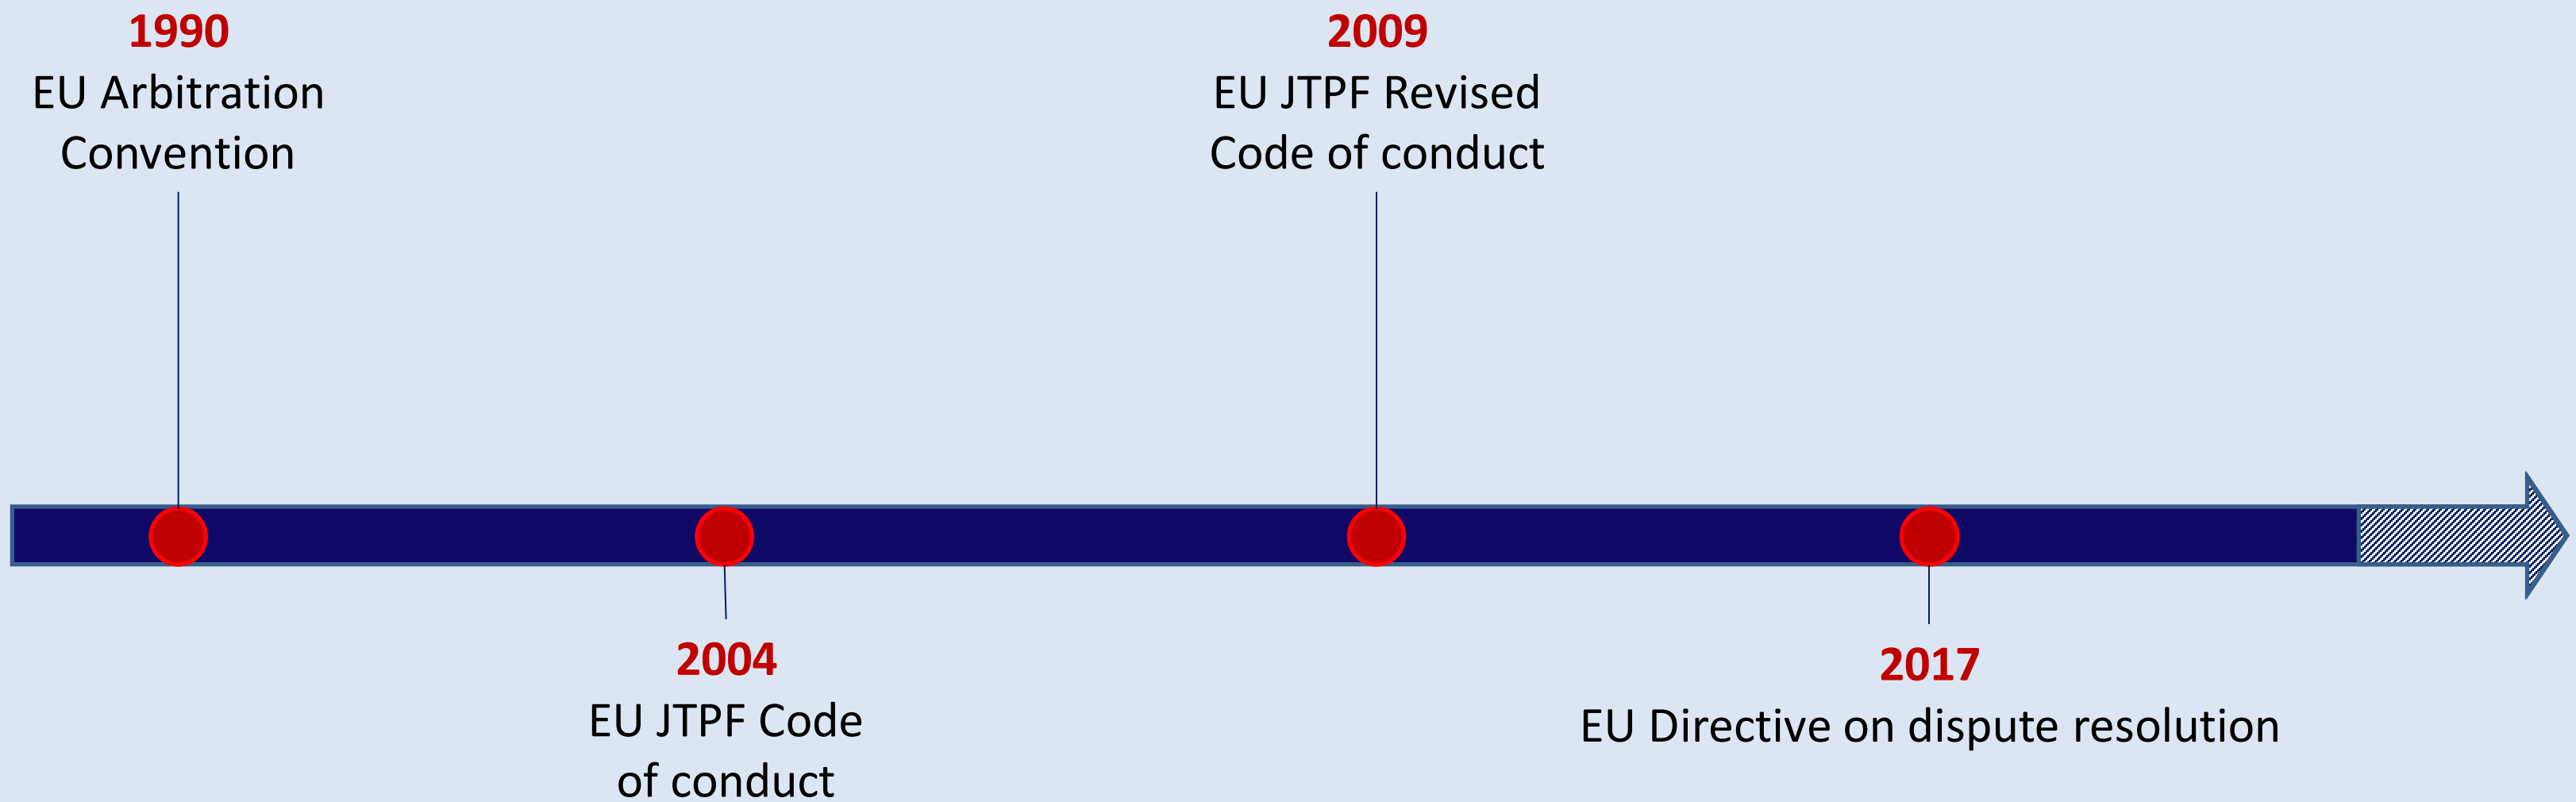 1990
EU Arbitration
Convention
2009
EU JTPF Revised
Code of conduct
2004
EU JTPF Code
of conduct
2017
EU Directive on dispute resolution